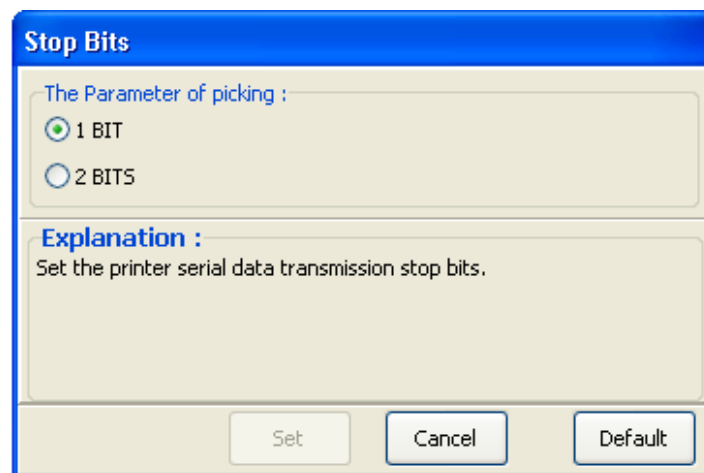 Stop Bits
The Parameter of picking :
1 BIT
2 BITS
Explanation :
Set the printer serial data transmission stop bits.
Set Cancel Default